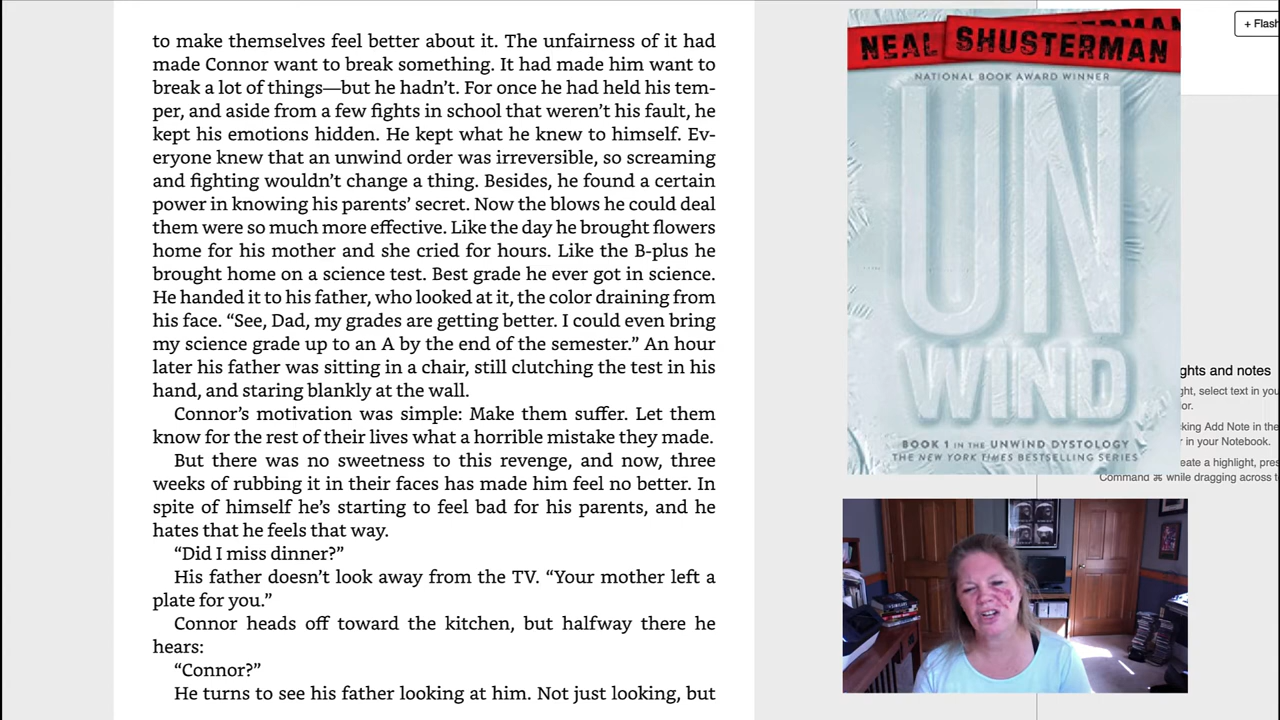 to make themselves feel better about it. The unfairness of it had
made Connor want to break something. It had made him want to
break a lot of things—but he hadn't. For once he had held his tem-
per, and aside from a few fights in school that weren't his fault, he
kept his emotions hidden. He kept what he knew to himself. Ev-
eryone knew that an unwind order was irreversible, so screaming
and fighting wouldn't change a thing. Besides, he found a certain
power in knowing his parents' secret. Now the blows he could deal
them were so much more effective. Like the day he brought flowers
home for his mother and she cried for hours. Like the B-plus he
brought home on a science test. Best grade he ever got in science.
He handed it to his father, who looked at it, the color draining from
his face. “See, Dad, my grades are getting better. I could even bring
my science grade up to an A by the end of the semester.” An hour
later his father was sitting in a chair, still clutching the test in his
hand, and staring blankly at the wall.
Connor's motivation was simple: Make them suffer. Let them
know for the rest of their lives what a horrible mistake they made.
But there was no sweetness to this revenge, and now, three
weeks of rubbing it in their faces has made him feel no better. In
spite of himself he's starting to feel bad for his parents, and he
hates that he feels that way.
“Did I miss dinner?”
His father doesn't look away from the TV. “Your mother left a
plate for you.”
Connor heads off toward the kitchen, but halfway there he
hears:
“Connor?”
He turns to see his father looking at him. Not just looking, but
NEAL SHUSTERMAN
NATIONAL BOOK AWARD WINNER
UN
WIND
BOOK 1 IN THE UNWIND DYSTOLOGY
THE NEW YORK TIMES BESTSELLING SERIES
+ Flash
ghts and notes
ght, select text in you
or.
cking Add Note in the
r in your Notebook.
eate a highlight, pres
Command ⌘ while dragging across t